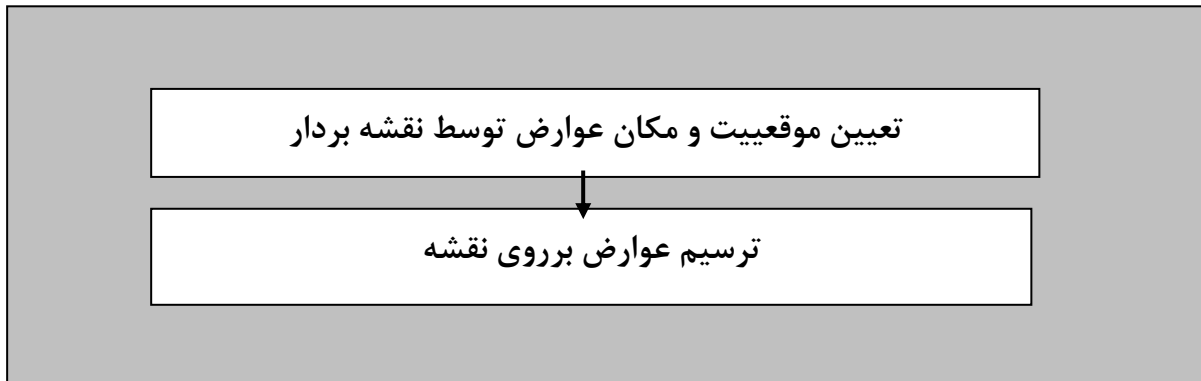 تعیین موقعییت و مکان عوارض توسط نقشه بردار
ترسیم عوارض برروی نقشه